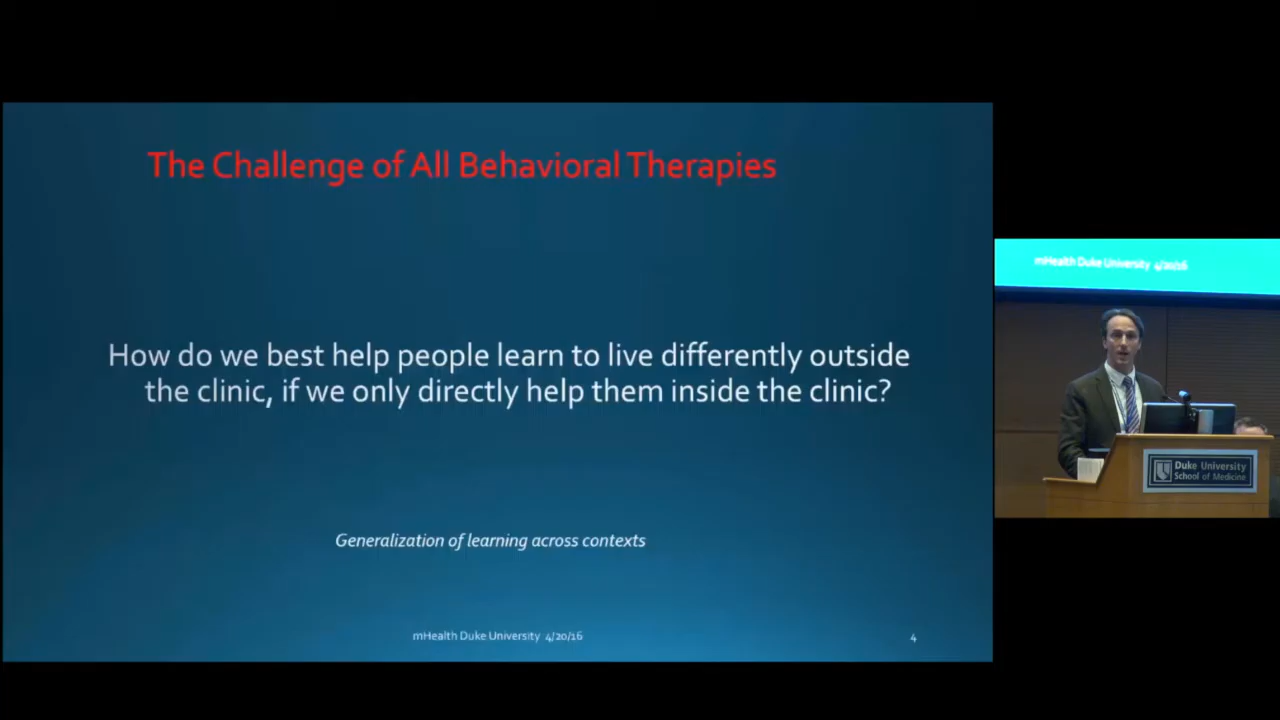 The Challenge of All Behavioral Therapies
How do we best help people learn to live differently outside
the clinic, if we only directly help them inside the clinic?
Generalization of learning across contexts
mHealth Duke University 4/20/16
4
mHealth Duke University 4/20/16
Duke University
School of Medicine